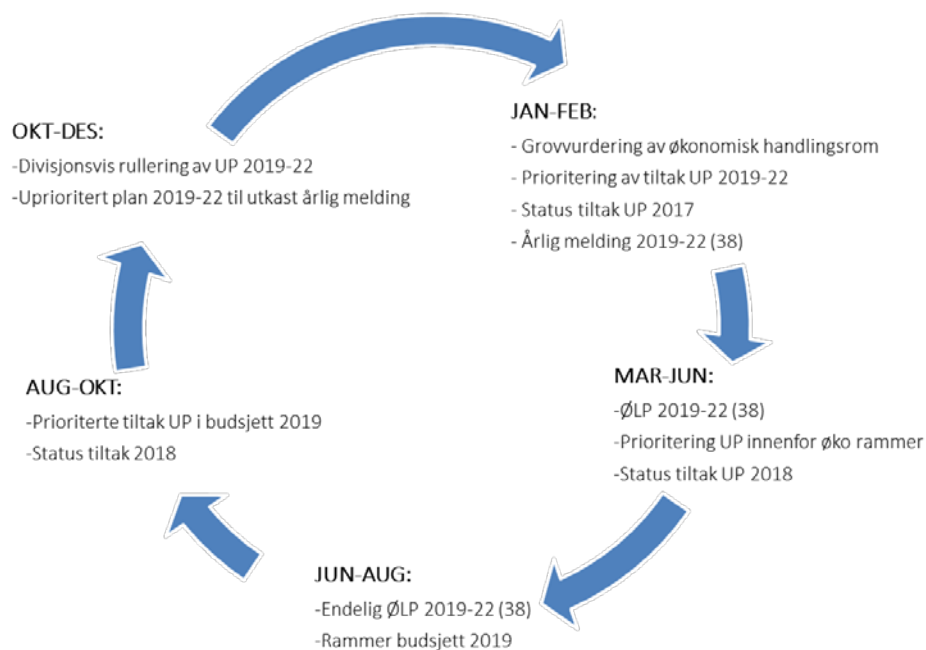 JAN-FEB:
- Grovvurdering av økonomisk handlingsrom
- Prioritering av tiltak UP 2019-22
- Status tiltak UP 2017
- Årlig melding 2019-22 (38)
MAR-JUN:
-ØLP 2019-22 (38)
-Prioritering UP innenfor øko rammer
-Status tiltak UP 2018
JUN-AUG:
-Endelig ØLP 2019-22 (38)
-Rammer budsjett 2019
AUG-OKT:
-Prioriterte tiltak UP i budsjett 2019
-Status tiltak 2018
OKT-DES:
-Divisjonsvis rullering av UP 2019-22
-Uprioritert plan 2019-22 til utkast årlig melding